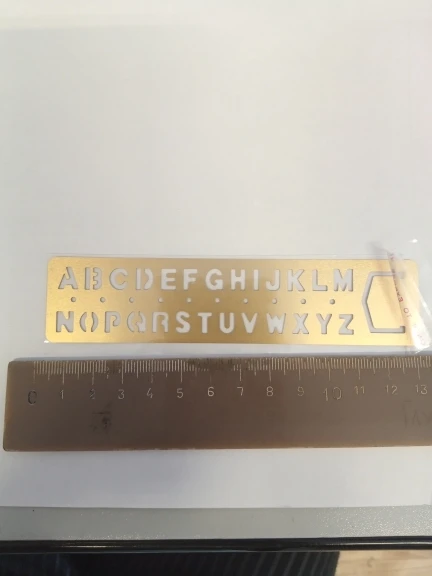 ABCDEFGHIJKLM
NOPQRSTUVWXYZ
0 1 2 3 4 5 6 7 8 9 10 11 12 13